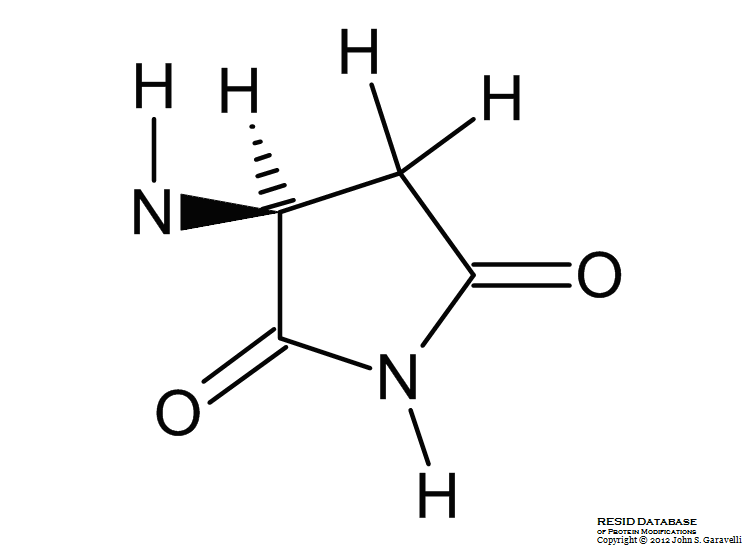 H
H
H
H
N
O
N
O
H
RESID DATABASE
OF PROTEIN MODIFICATIONS
Copyright © 2012 John S. Garavelli